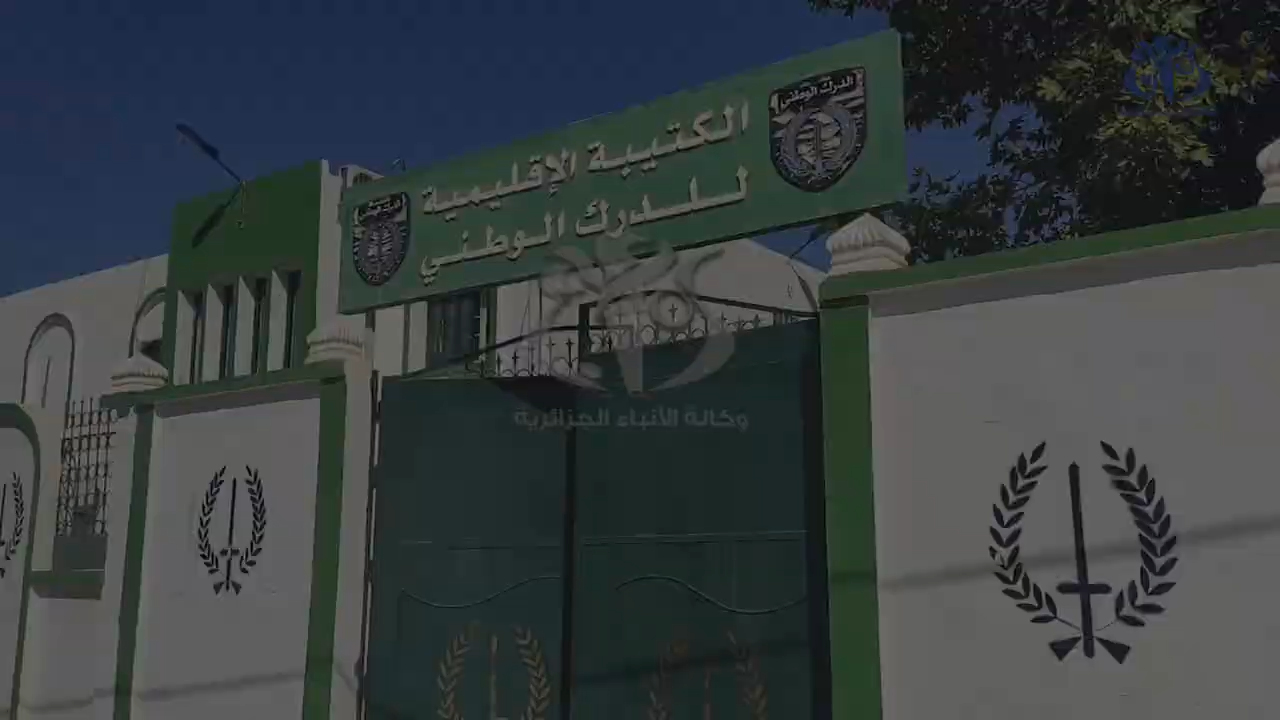 الدرك الوطني
الكتيبة الإقليمية
للدرك الوطني
وكالة الأنباء الجزائرية